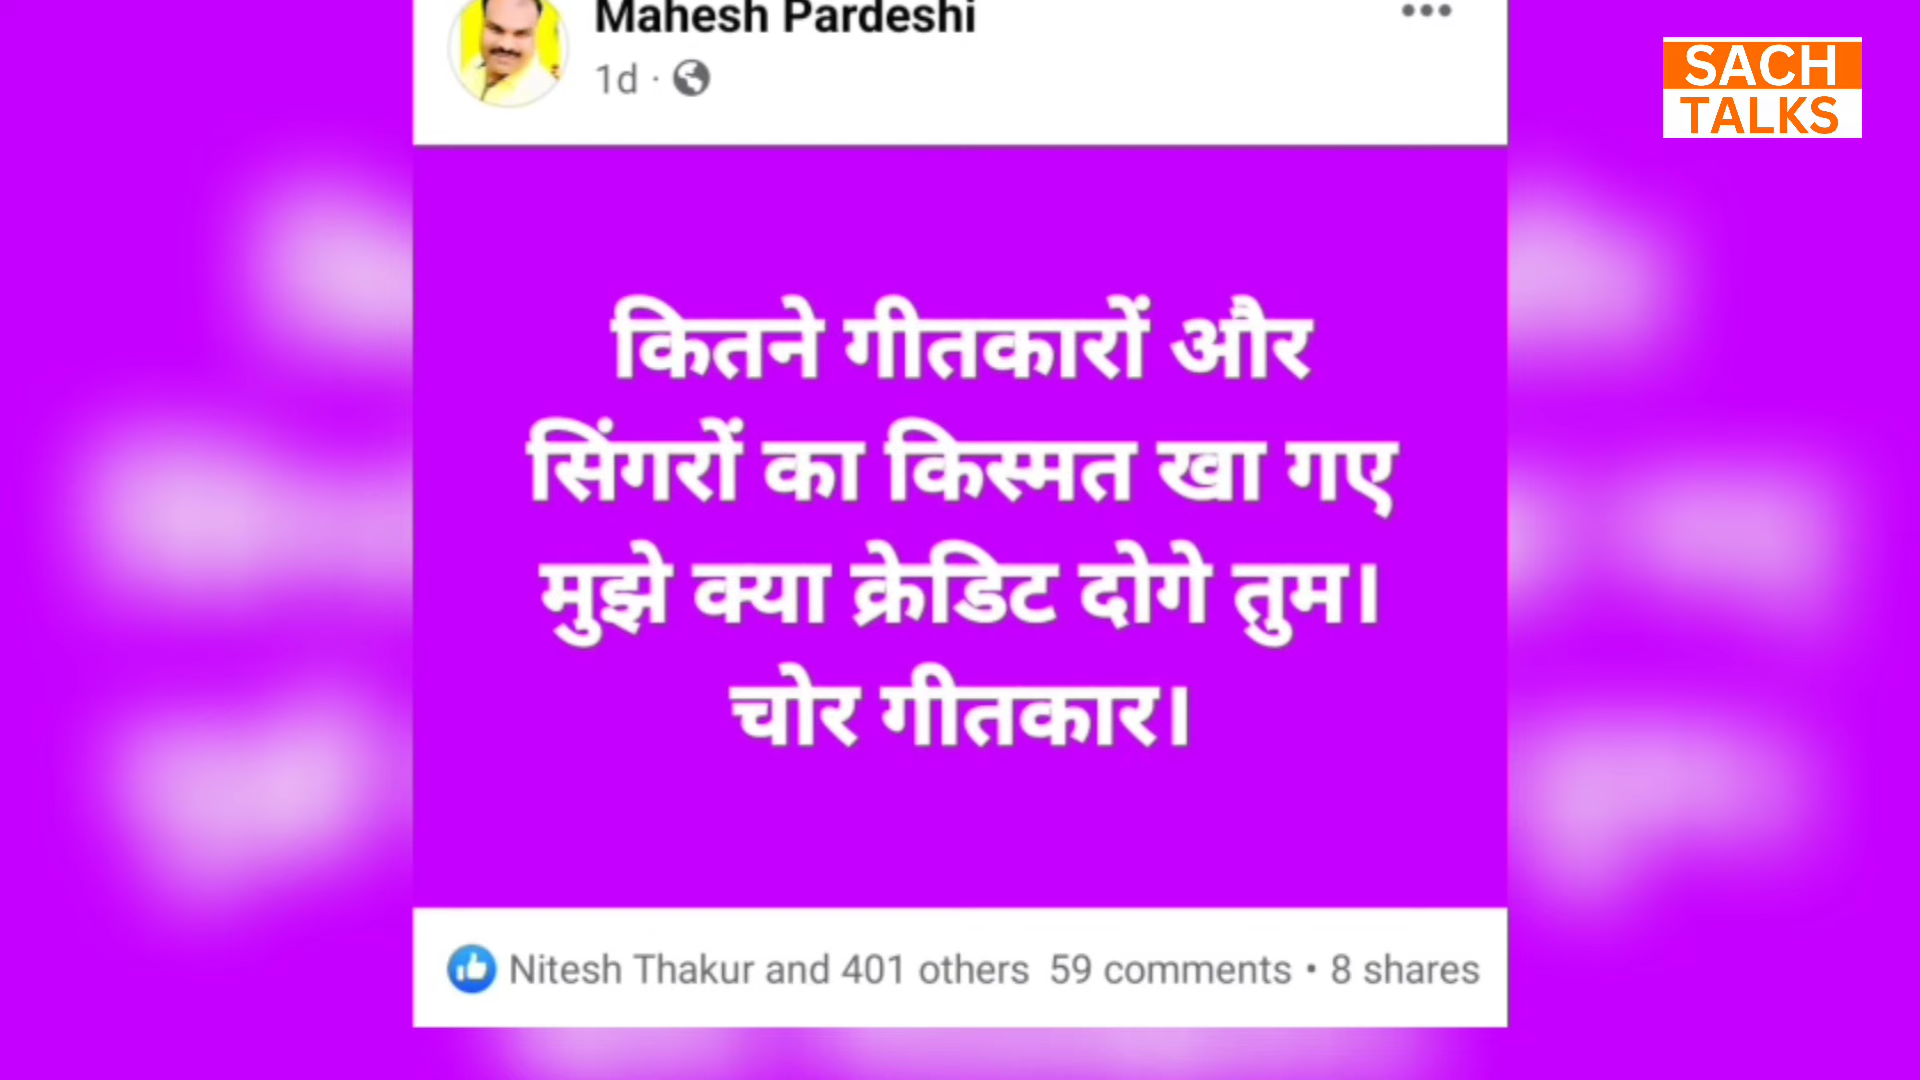 Mahesh Pardeshi
1d ·
SACH
TALKS
कितने गीतकारों और
सिंगरों का किस्मत खा गए
मुझे क्या क्रेडिट दोगे तुम।
चोर गीतकार।
Nitesh Thakur and 401 others 59 comments • 8 shares